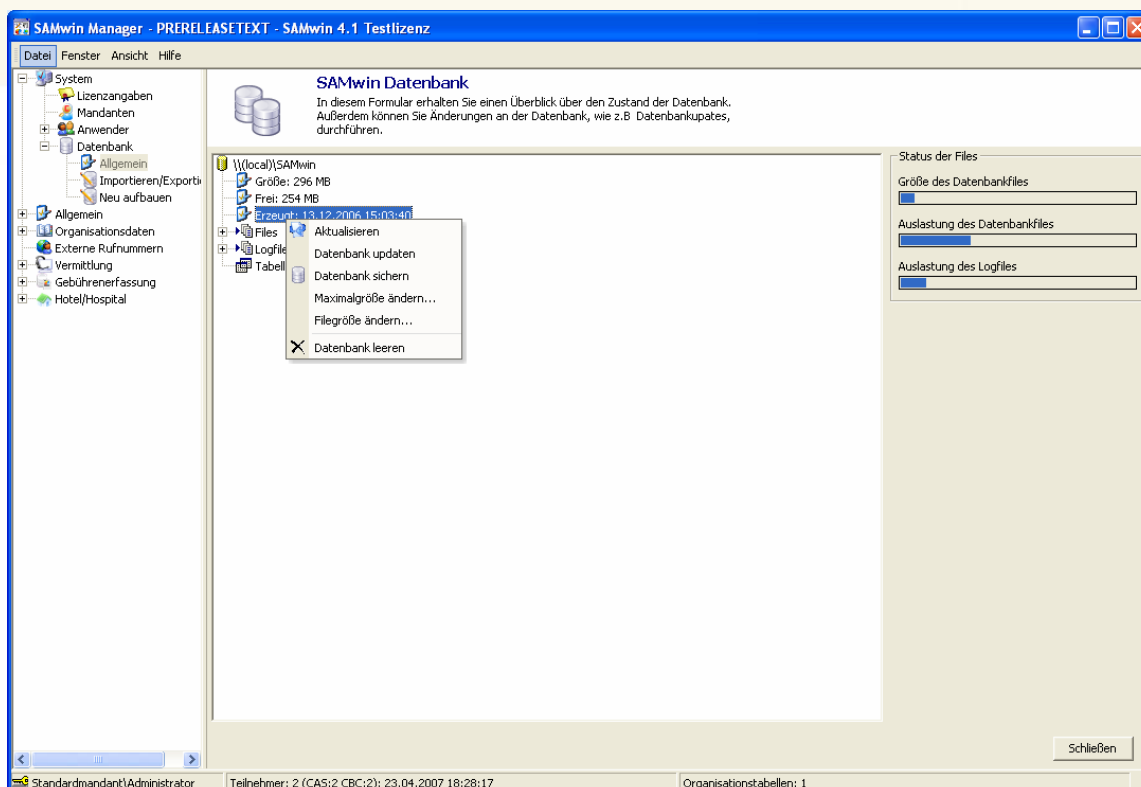 SAMwin Manager - PRERELEASETEXT - SAMwin 4.1 Testlizenz
Datei Fenster Ansicht Hilfe
System
Lizenzangaben
Mandanten
Anwender
Datenbank
Allgemein
Importieren/Exporti
Neu aufbauen
Allgemein
Organisationsdaten
Externe Rufnummern
Vermittlung
Gebührenerfassung
Hotel/Hospital
SAMwin Datenbank
In diesem Formular erhalten Sie einen Überblick über den Zustand der Datenbank.
Außerdem können Sie Änderungen an der Datenbank, wie z.B Datenbankupates,
durchführen.
\\(local)\SAMwin
Größe: 296 MB
Frei: 254 MB
Erzeugt: 13.12.2006 15:03:40
Files
Logfile
Tabell
Aktualisieren
Datenbank updaten
Datenbank sichern
Maximalgröße ändern...
Filegröße ändern...
Datenbank leeren
Status der Files
Größe des Datenbankfiles
Auslastung des Datenbankfiles
Auslastung des Logfiles
Schließen
Standardmandant\Administrator Teilnehmer: 2 (CAS:2 CBC:2); 23.04.2007 18:28:17 Organisationstabellen: 1